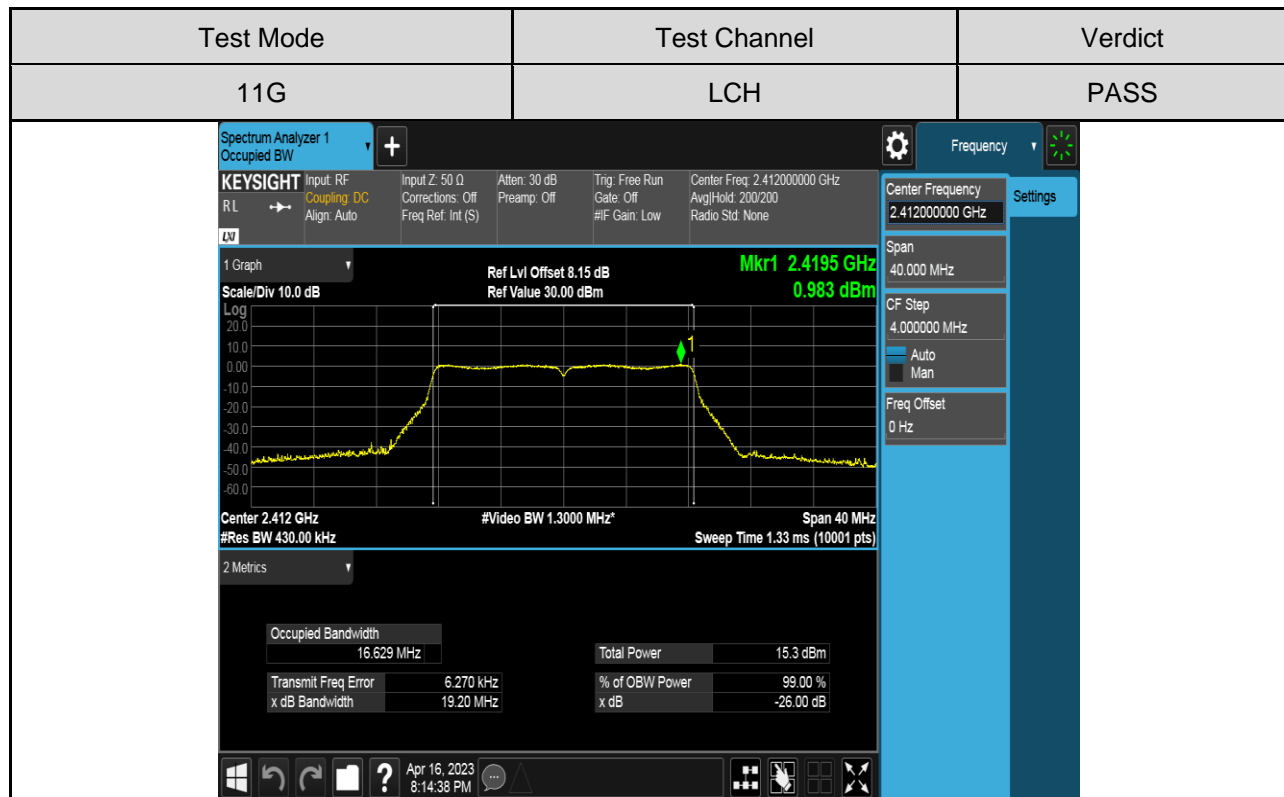 Test Mode Test Channel Verdict
11G LCH PASS
Spectrum Analyzer 1
Occupied BW
+
Frequency
KEYSIGHT Input: RF Input Z: 50 Ω Atten: 30 dB Trig: Free Run Center Freq: 2.412000000 GHz
RL Coupling: DC Corrections: Off Preamp: Off Gate: Off Avg|Hold: 200/200
Align: Auto Freq Ref: Int (S) #IF Gain: Low Radio Std: None
LXI
Center Frequency
2.412000000 GHz
Settings
Span
40.000 MHz
CF Step
4.000000 MHz
Auto
Man
Freq Offset
0 Hz
1 Graph
Ref Lvl Offset 8.15 dB Mkr1 2.4195 GHz
Scale/Div 10.0 dB Ref Value 30.00 dBm 0.983 dBm
Log
20.0
10.0
0.00
-10.0
-20.0
-30.0
-40.0
-50.0
-60.0
1
Center 2.412 GHz #Video BW 1.3000 MHz* Span 40 MHz
#Res BW 430.00 kHz Sweep Time 1.33 ms (10001 pts)
2 Metrics
Occupied Bandwidth
16.629 MHz Total Power 15.3 dBm
Transmit Freq Error 6.270 kHz % of OBW Power 99.00 %
x dB Bandwidth 19.20 MHz x dB -26.00 dB
? Apr 16, 2023
8:14:38 PM